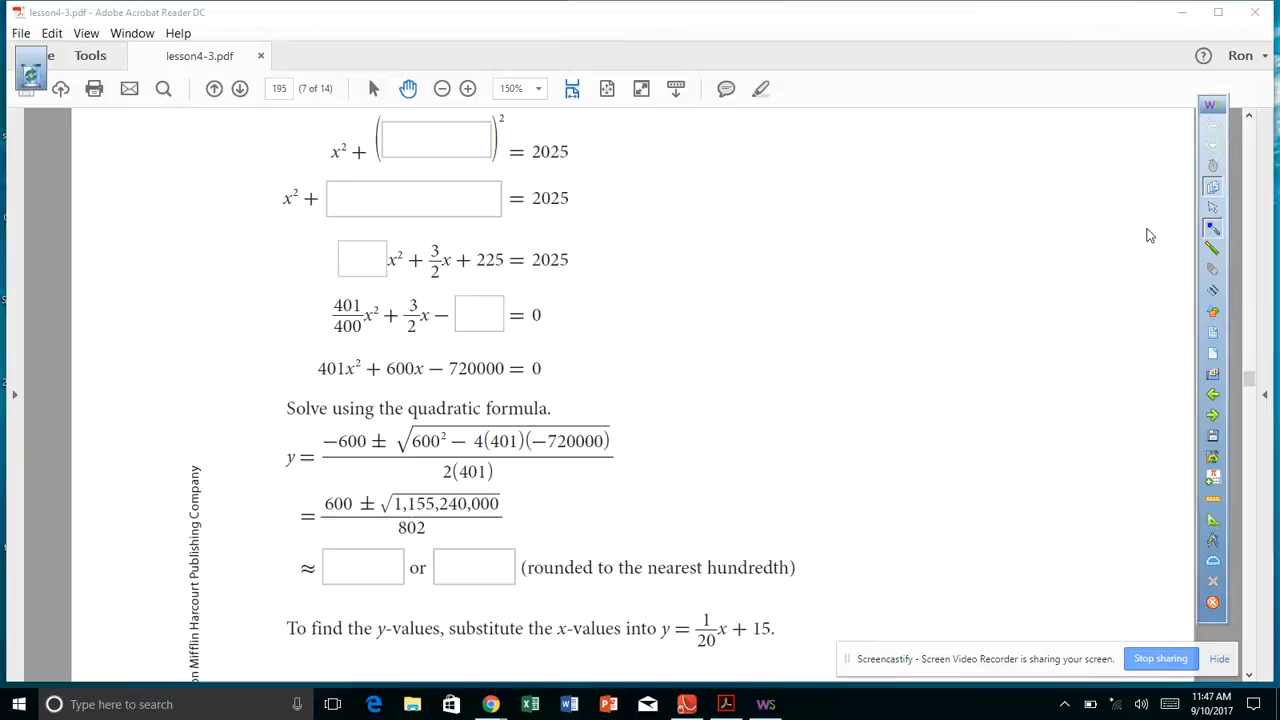 lesson4-3.pdf - Adobe Acrobat Reader DC
File Edit View Window Help
e Tools lesson4-3.pdf × Ron
195 (7 of 14) 150%
x² + ( )² = 2025
x² + = 2025
x² + 3/2 x + 225 = 2025
401/400 x² + 3/2 x − = 0
401x² + 600x − 720000 = 0
Solve using the quadratic formula.
y = −600 ± √600² − 4(401)(−720000) / 2(401)
= 600 ± √1,155,240,000 / 802
≈ or (rounded to the nearest hundredth)
To find the y-values, substitute the x-values into y = 1/20 x + 15.
on Mifflin Harcourt Publishing Company
W
Screencastify - Screen Video Recorder is sharing your screen. Stop sharing Hide
Type here to search
11:47 AM
9/10/2017